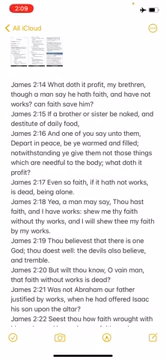 2:09
All iCloud
James 2:14 What doth it profit, my brethren,
though a man say he hath faith, and have not
works? can faith save him?
James 2:15 If a brother or sister be naked, and
destitute of daily food,
James 2:16 And one of you say unto them,
Depart in peace, be ye warmed and filled;
notwithstanding ye give them not those things
which are needful to the body; what doth it
profit?
James 2:17 Even so faith, if it hath not works, is
dead, being alone.
James 2:18 Yea, a man may say, Thou hast
faith, and I have works: shew me thy faith
without thy works, and I will shew thee my faith
by my works.
James 2:19 Thou believest that there is one
God; thou doest well: the devils also believe,
and tremble.
James 2:20 But wilt thou know, O vain man,
that faith without works is dead?
James 2:21 Was not Abraham our father
justified by works, when he had offered Isaac
his son upon the altar?
James 2:22 Seest thou how faith wrought with